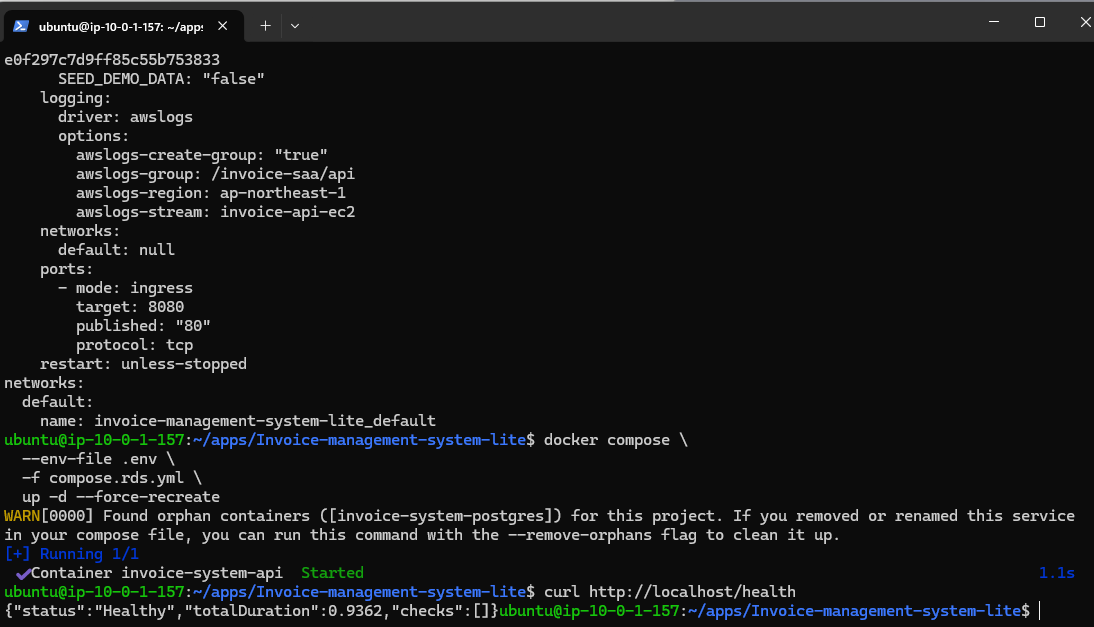 ubuntu@ip-10-0-1-157: ~/apps
e0f297c7d9ff85c55b753833
SEED_DEMO_DATA: "false"
logging:
driver: awslogs
options:
awslogs-create-group: "true"
awslogs-group: /invoice-saa/api
awslogs-region: ap-northeast-1
awslogs-stream: invoice-api-ec2
networks:
default: null
ports:
- mode: ingress
target: 8080
published: "80"
protocol: tcp
restart: unless-stopped
networks:
default:
name: invoice-management-system-lite_default
ubuntu@ip-10-0-1-157:~/apps/Invoice-management-system-lite$ docker compose \
--env-file .env \
-f compose.rds.yml \
up -d --force-recreate
WARN[0000] Found orphan containers ([invoice-system-postgres]) for this project. If you removed or renamed this service
in your compose file, you can run this command with the --remove-orphans flag to clean it up.
[+] Running 1/1
✔Container invoice-system-api Started 1.1s
ubuntu@ip-10-0-1-157:~/apps/Invoice-management-system-lite$ curl http://localhost/health
{"status":"Healthy","totalDuration":0.9362,"checks":[]}ubuntu@ip-10-0-1-157:~/apps/Invoice-management-system-lite$